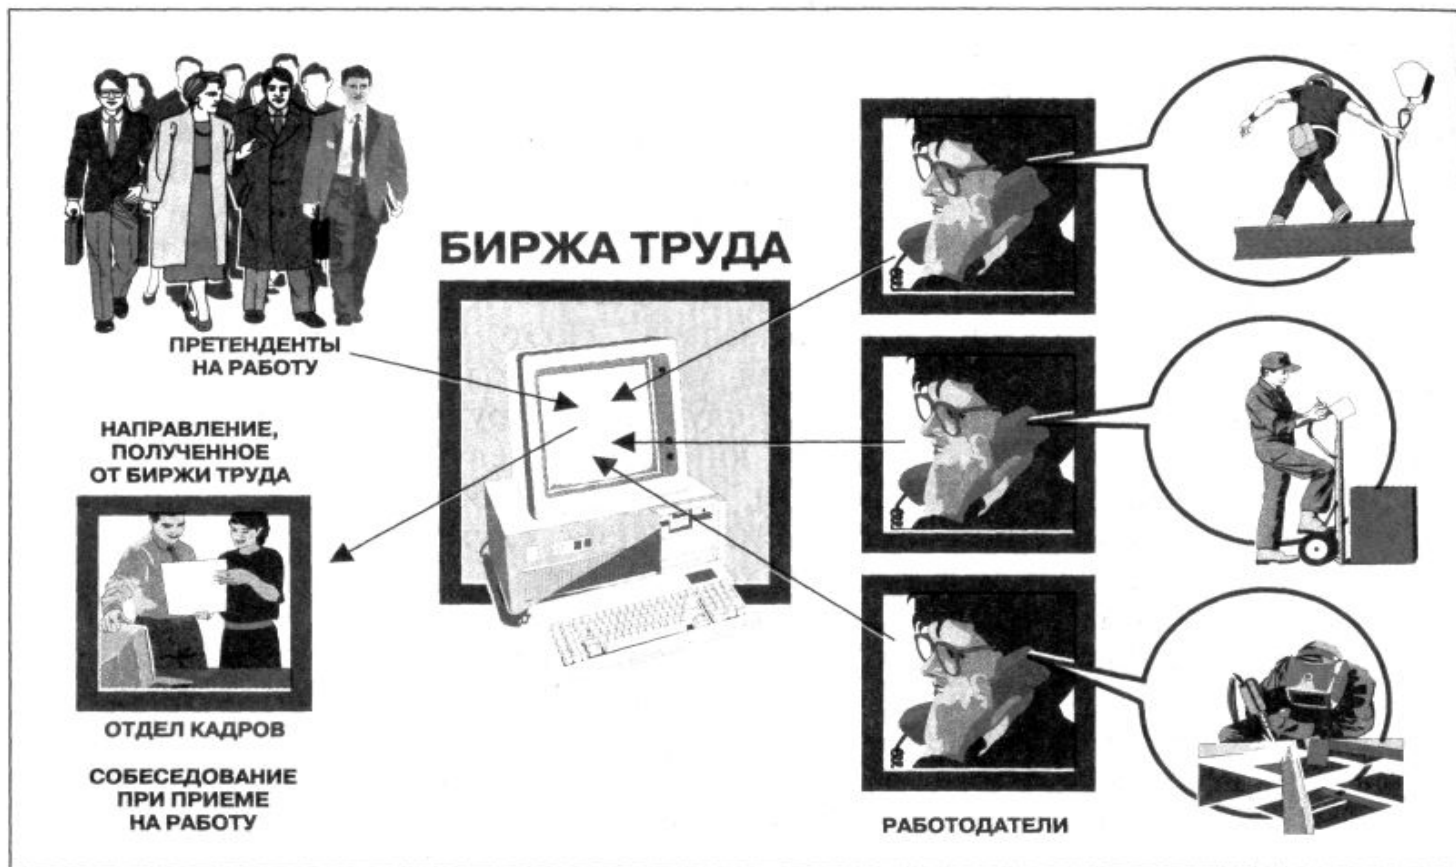 БИРЖА ТРУДА
ПРЕТЕНДЕНТЫ
НА РАБОТУ
НАПРАВЛЕНИЕ,
ПОЛУЧЕННОЕ
ОТ БИРЖИ ТРУДА
ОТДЕЛ КАДРОВ
СОБЕСЕДОВАНИЕ
ПРИ ПРИЕМЕ
НА РАБОТУ
РАБОТОДАТЕЛИ